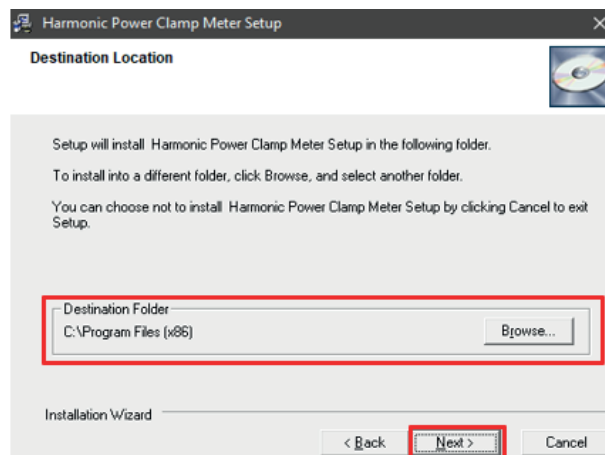 Harmonic Power Clamp Meter Setup
Destination Location
Setup will install Harmonic Power Clamp Meter Setup in the following folder.
To install into a different folder, click Browse, and select another folder.
You can choose not to install Harmonic Power Clamp Meter Setup by clicking Cancel to exit
Setup.
Destination Folder
C:\Program Files (x86)
Browse...
Installation Wizard
< Back
Next >
Cancel